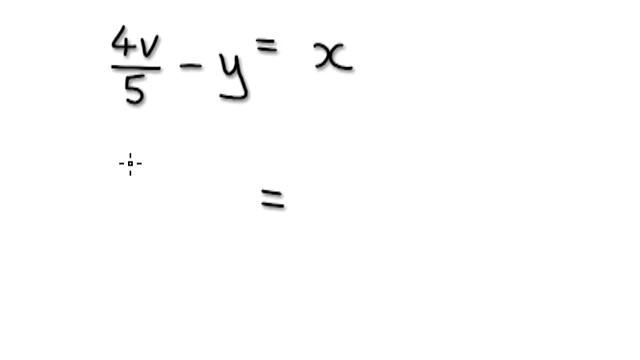 4v/5 - y = x
=